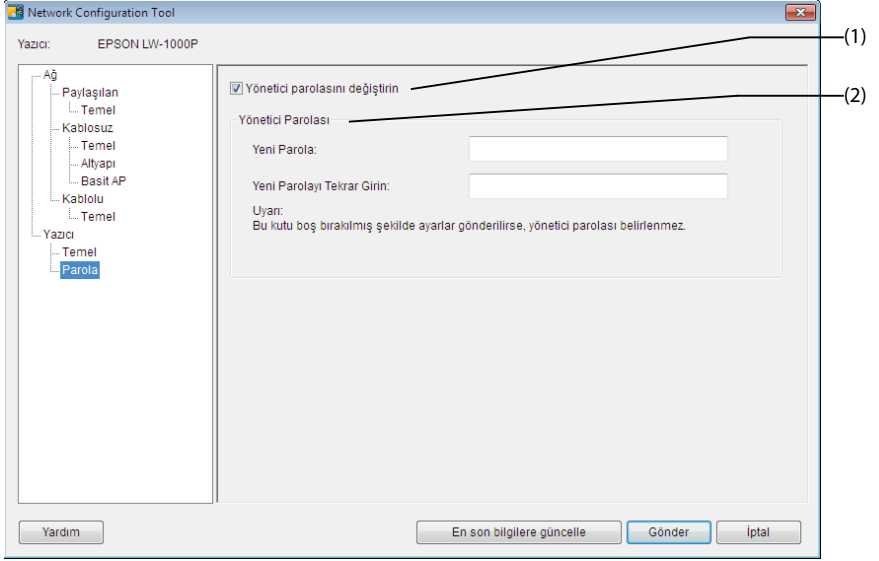 Network Configuration Tool
(1)
Yazıcı: EPSON LW-1000P
Ağ
Paylaşılan
Temel
Kablosuz
Temel
Altyapı
Basit AP
Kablolu
Temel
Yazıcı
Temel
Parola
Yönetici parolasını değiştirin
(2)
Yönetici Parolası
Yeni Parola:
Yeni Parolayı Tekrar Girin:
Uyarı:
Bu kutu boş bırakılmış şekilde ayarlar gönderilirse, yönetici parolası belirlenmez.
Yardım
En son bilgilere güncelle
Gönder
İptal